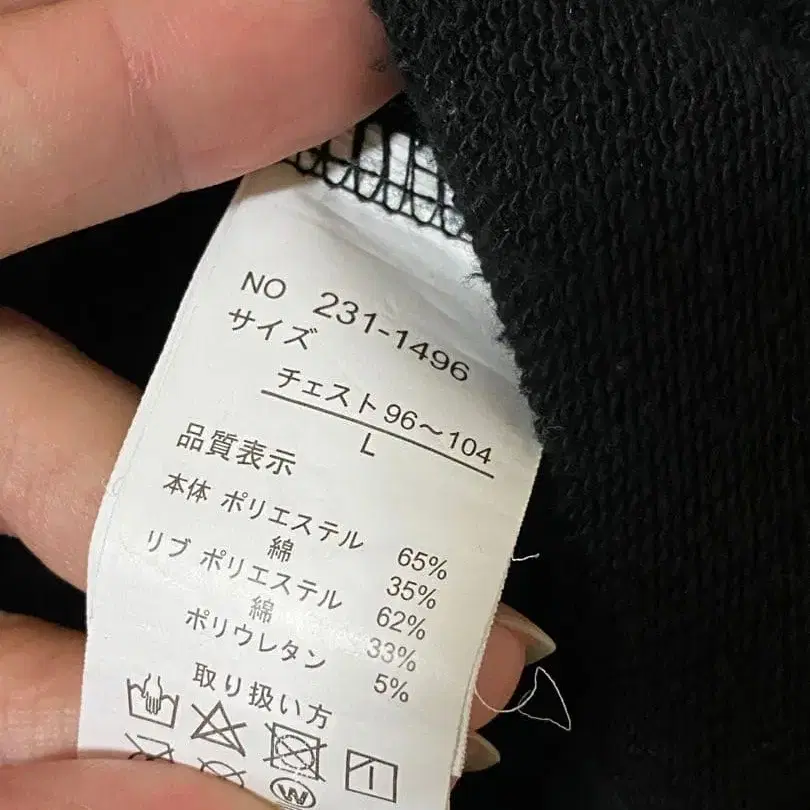 NO 231-1496
サイズ
チェスト96～104
L
品質表示
本体 ポリエステル 65%
綿 35%
リブ ポリエステル 62%
綿 33%
ポリウレタン 5%
取り扱い方
W